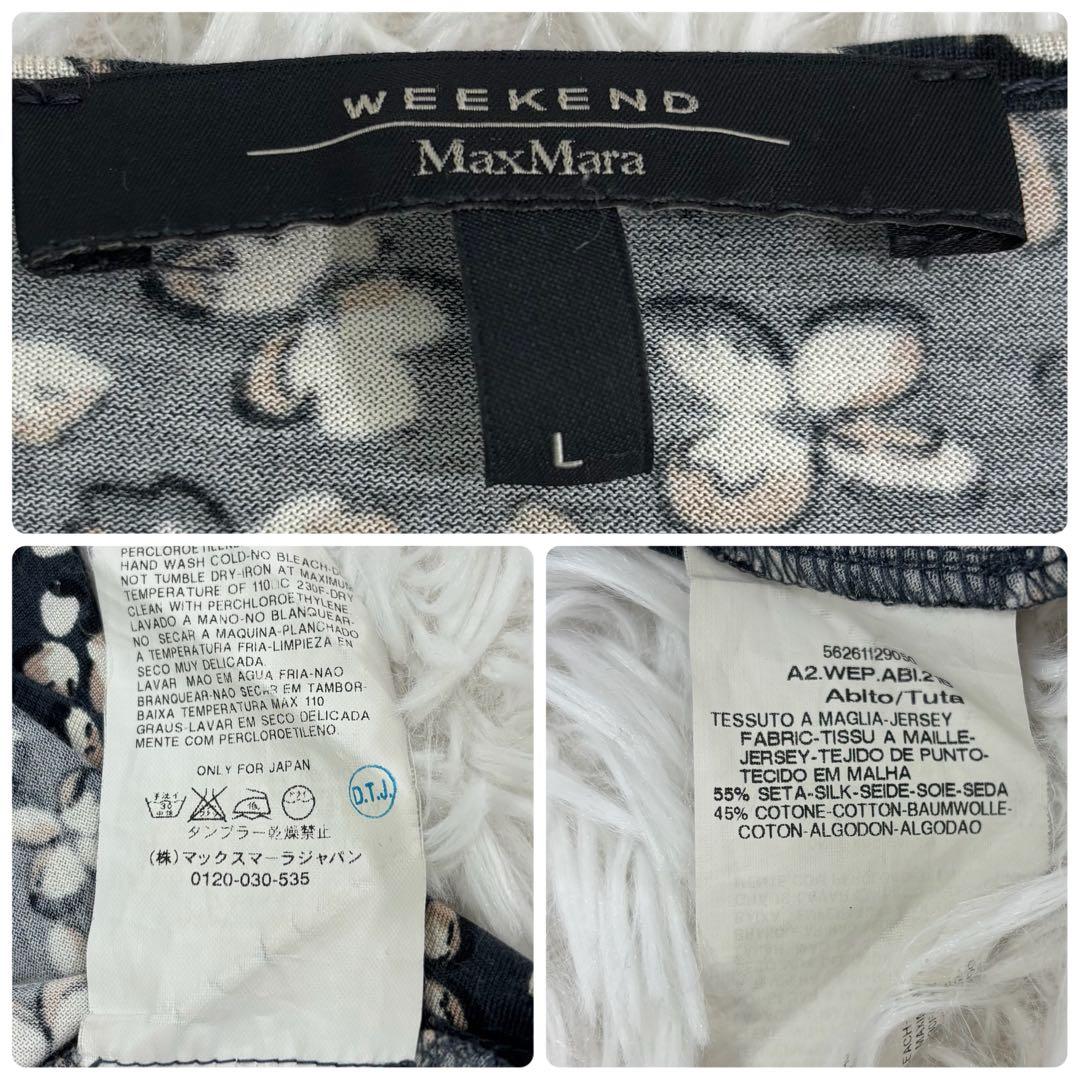 WEEKEND
MaxMara
L
HAND WASH COLD-NO BLEACH-
NOT TUMBLE DRY-IRON AT MAXIMUM
TEMPERATURE OF 110°C 230F-DRY
CLEAN WITH PERCHLOROETHYLENE
LAVADO A MANO-NO BLANQUEAR-
NO SECAR A MAQUINA-PLANCHADO
A TEMPERATURA FRIA-LIMPIEZA EN
SECO MUY DELICADA.
LAVAR MAO EM AGUA FRIA-NAO
BRANQUEAR-NAO SECAR EM TAMBOR-
BAIXA TEMPERATURA MAX 110
GRAUS-LAVAR EM SECO DELICADA
MENTE COM PERCLOROETILENO.
ONLY FOR JAPAN
D.T.J.
手洗イ
30
低
タンブラー乾燥禁止
(株)マックスマーラジャパン
0120-030-535
A2.WEP.ABI.
Abito/Tuta
TESSUTO A MAGLIA-JERSEY
FABRIC-TISSU A MAILLE-
JERSEY-TEJIDO DE PUNTO-
TECIDO EM MALHA
55% SETA-SILK-SEIDE-SOIE-SEDA
45% COTONE-COTTON-BAUMWOLLE-
COTON-ALGODON-ALGODAO